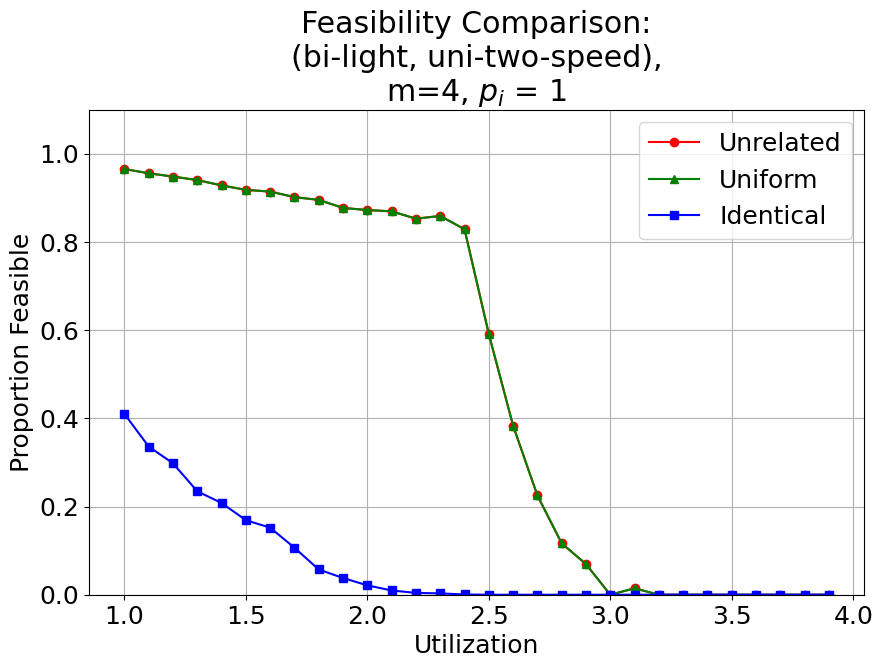 Feasibility Comparison:
(bi-light, uni-two-speed),
m=4, $p_i$ = 1
Unrelated
Uniform
Identical
Proportion Feasible
1.0
0.8
0.6
0.4
0.2
0.0
1.0 1.5 2.0 2.5 3.0 3.5 4.0
Utilization